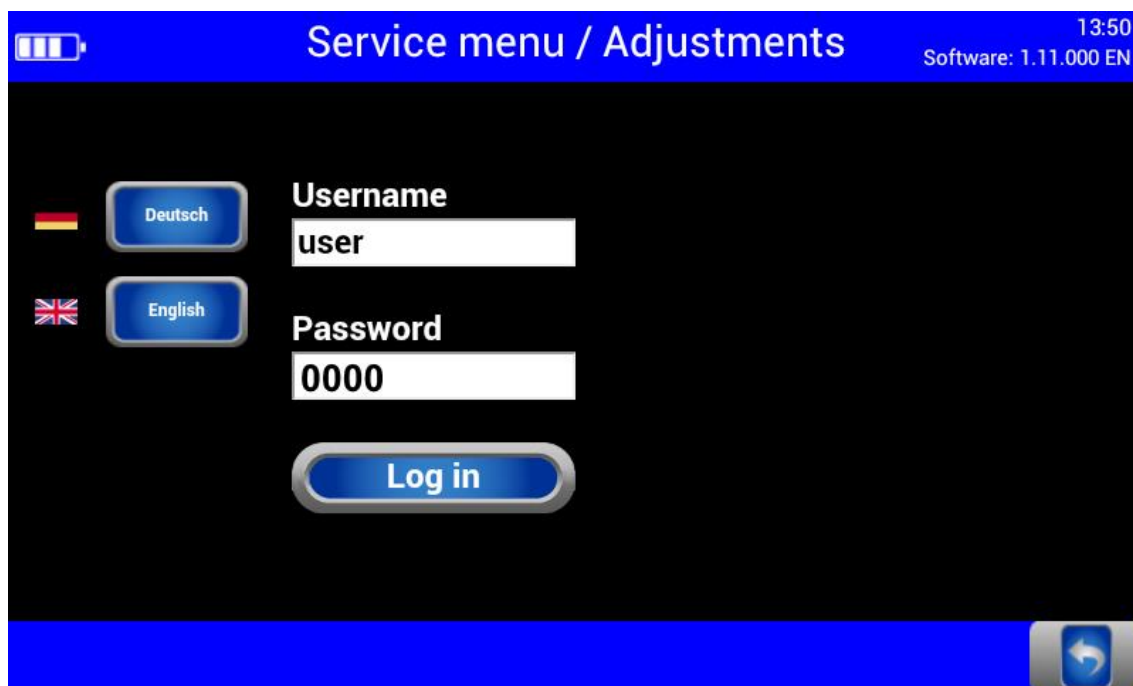 Service menu / Adjustments
13:50
Software: 1.11.000 EN
Deutsch
English
Username
user
Password
0000
Log in